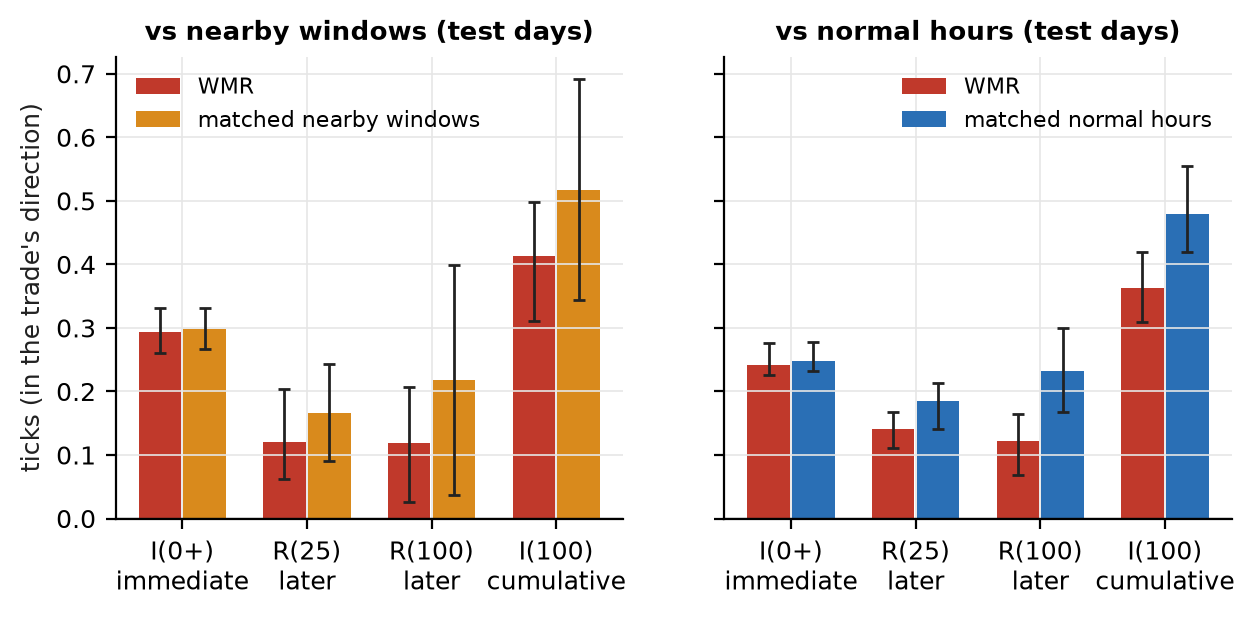 vs nearby windows (test days)
WMR
matched nearby windows
ticks (in the trade's direction)
0.7
0.6
0.5
0.4
0.3
0.2
0.1
0.0
I(0+) R(25) R(100) I(100)
immediate later later cumulative
vs normal hours (test days)
WMR
matched normal hours
I(0+) R(25) R(100) I(100)
immediate later later cumulative